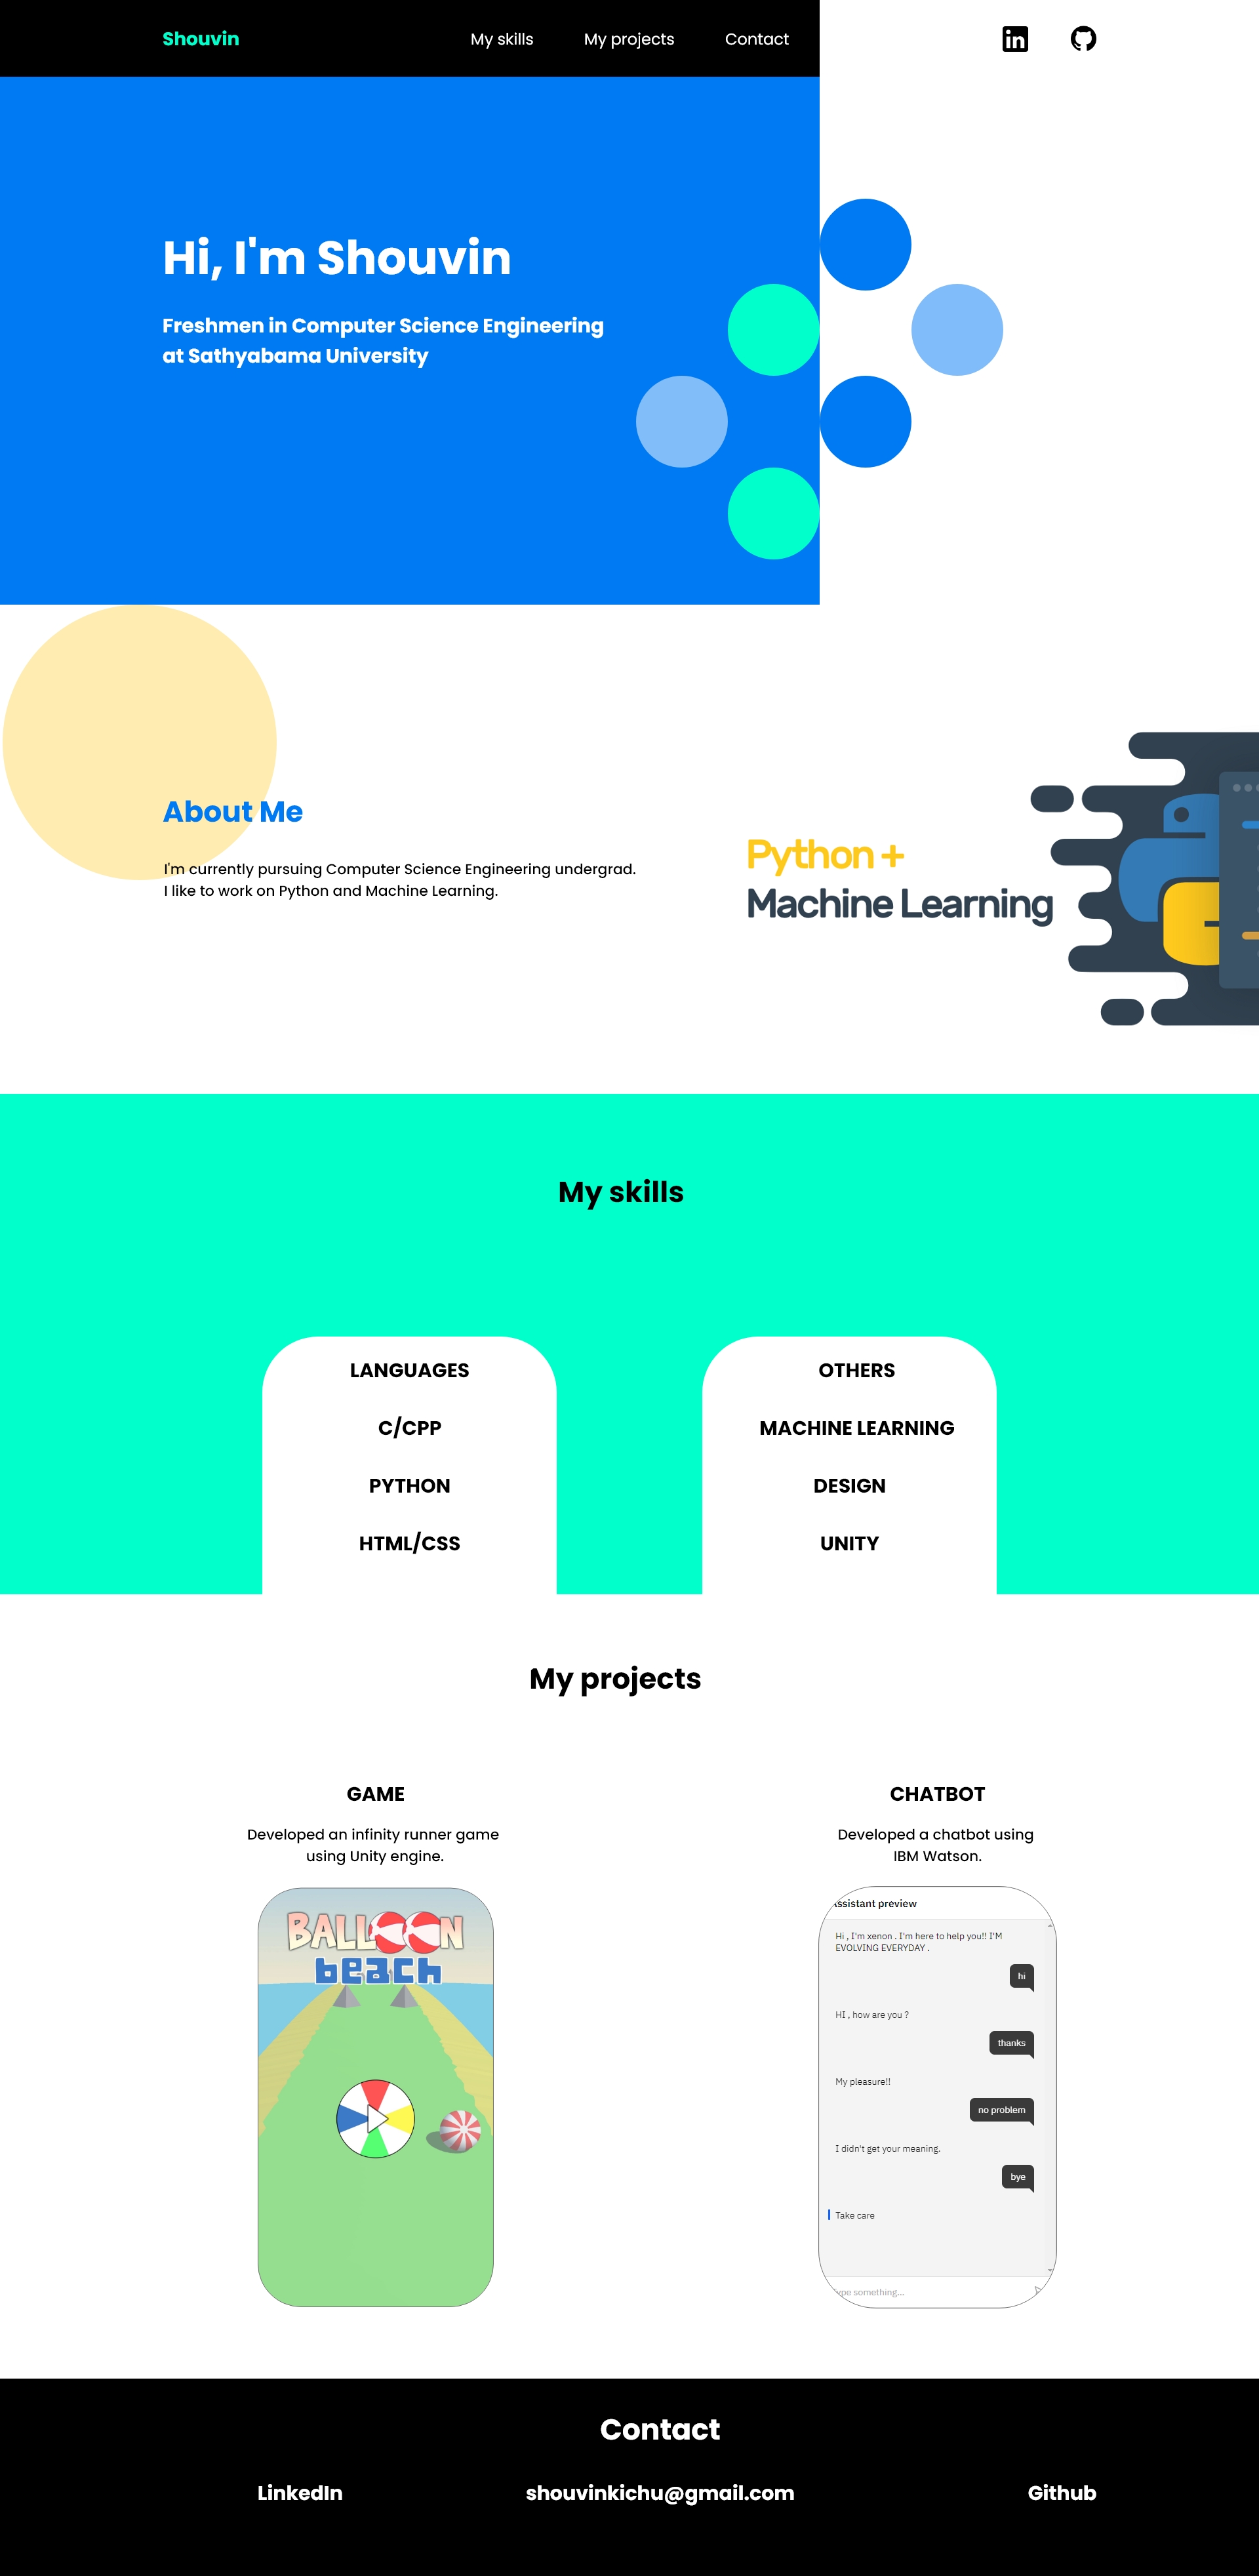 Shouvin
My skills
My projects
Contact
Hi, I'm Shouvin
Freshmen in Computer Science Engineering
at Sathyabama University
About Me
I'm currently pursuing Computer Science Engineering undergrad.
I like to work on Python and Machine Learning.
Python +
Machine Learning
My skills
LANGUAGES
C/CPP
PYTHON
HTML/CSS
OTHERS
MACHINE LEARNING
DESIGN
UNITY
My projects
GAME
Developed an infinity runner game
using Unity engine.
BALLOON
beach
CHATBOT
Developed a chatbot using
IBM Watson.
ssistant preview
Hi , I'm xenon . I'm here to help you!! I'M
EVOLVING EVERYDAY .
hi
HI , how are you ?
thanks
My pleasure!!
no problem
I didn't get your meaning.
bye
Take care
ype something...
Contact
LinkedIn
shouvinkichu@gmail.com
Github